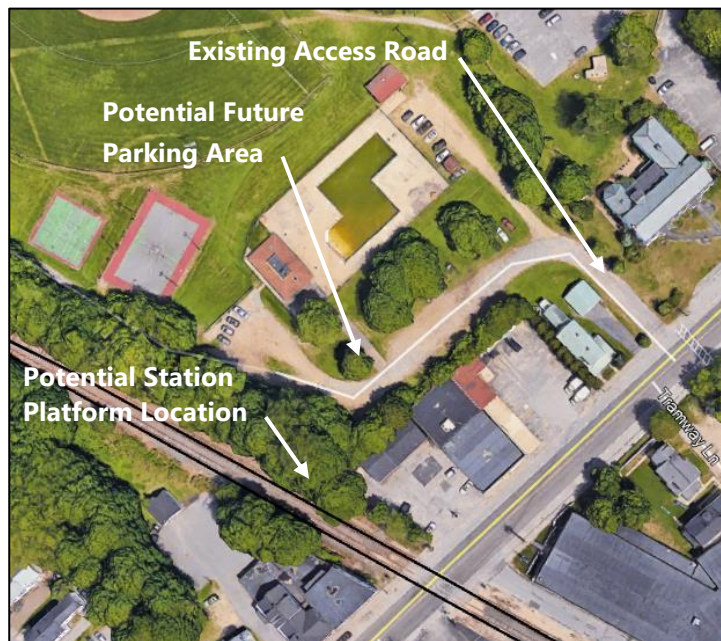 Existing Access Road
Potential Future
Parking Area
Potential Station
Platform Location
Tramway Ln